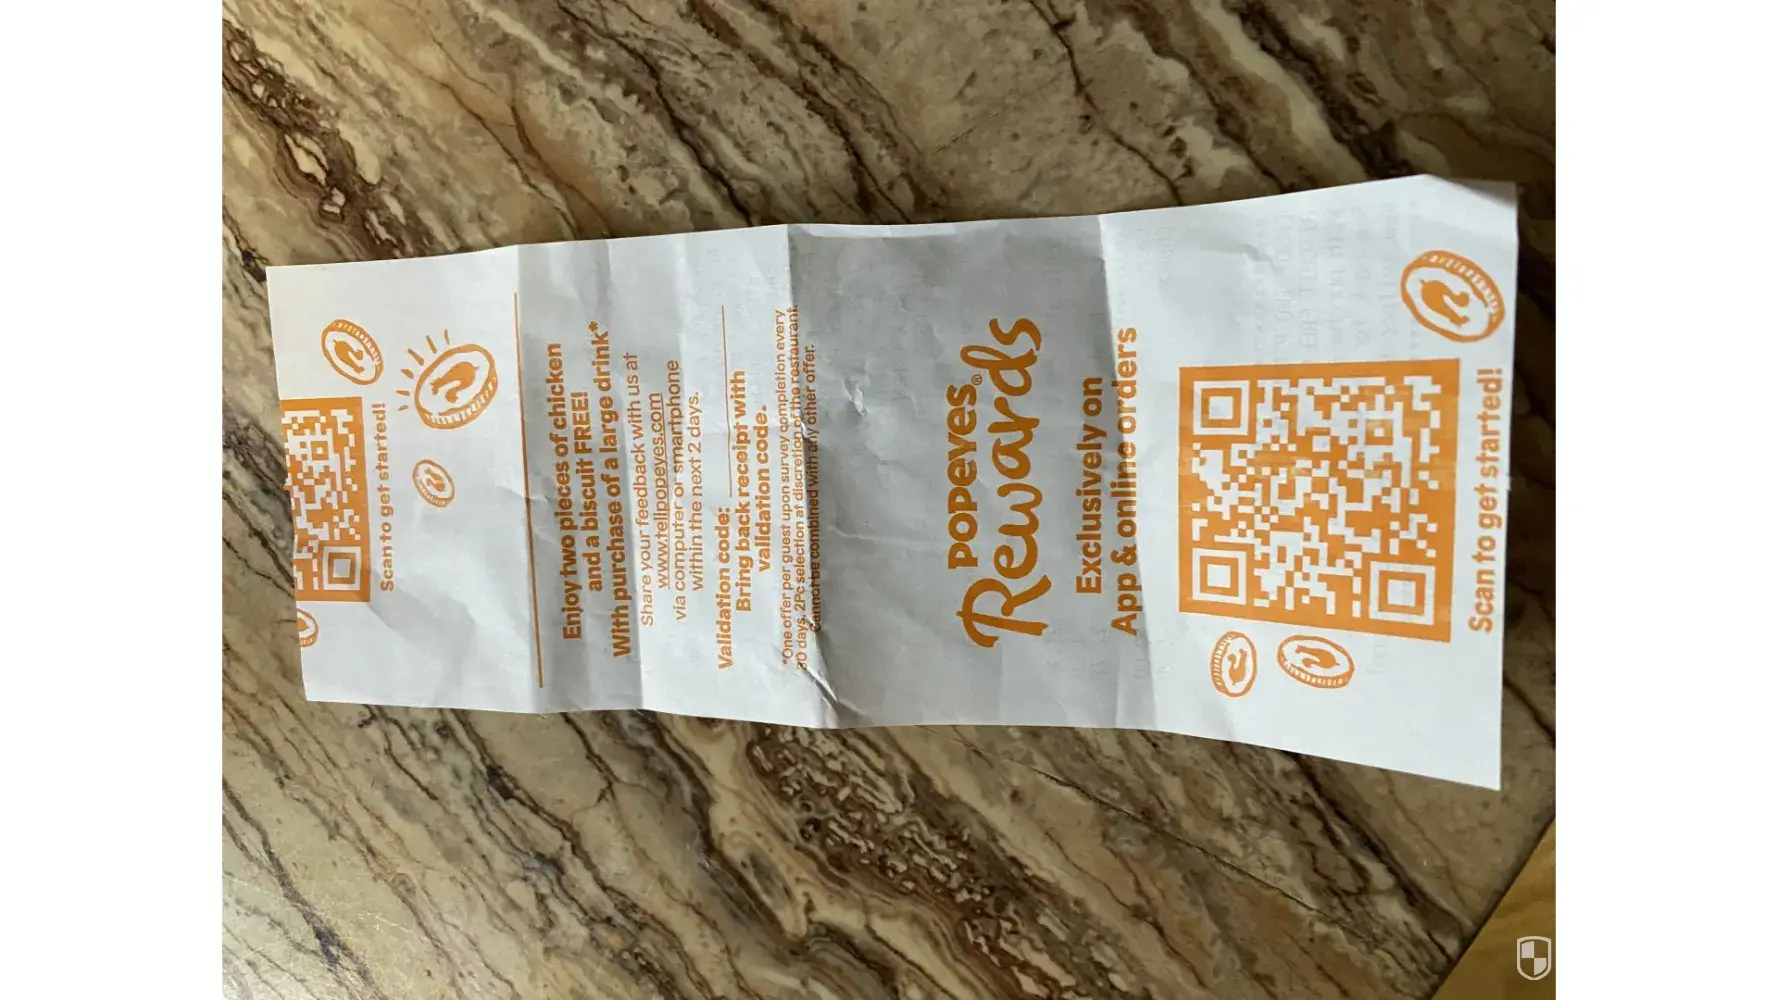 Scan to get started!
Enjoy two pieces of chicken
and a biscuit FREE!
With purchase of a large drink*
Share your feedback with us at
www.tellpopeyes.com
via computer or smartphone
within the next 2 days.
Validation code:
Bring back receipt with
validation code.
*One offer per guest upon survey completion every
30 days. 2Pc selection at discretion of the restaurant.
Cannot be combined with any other offer.
POPEYES®
Rewards
Exclusively on
App & online orders
Scan to get started!